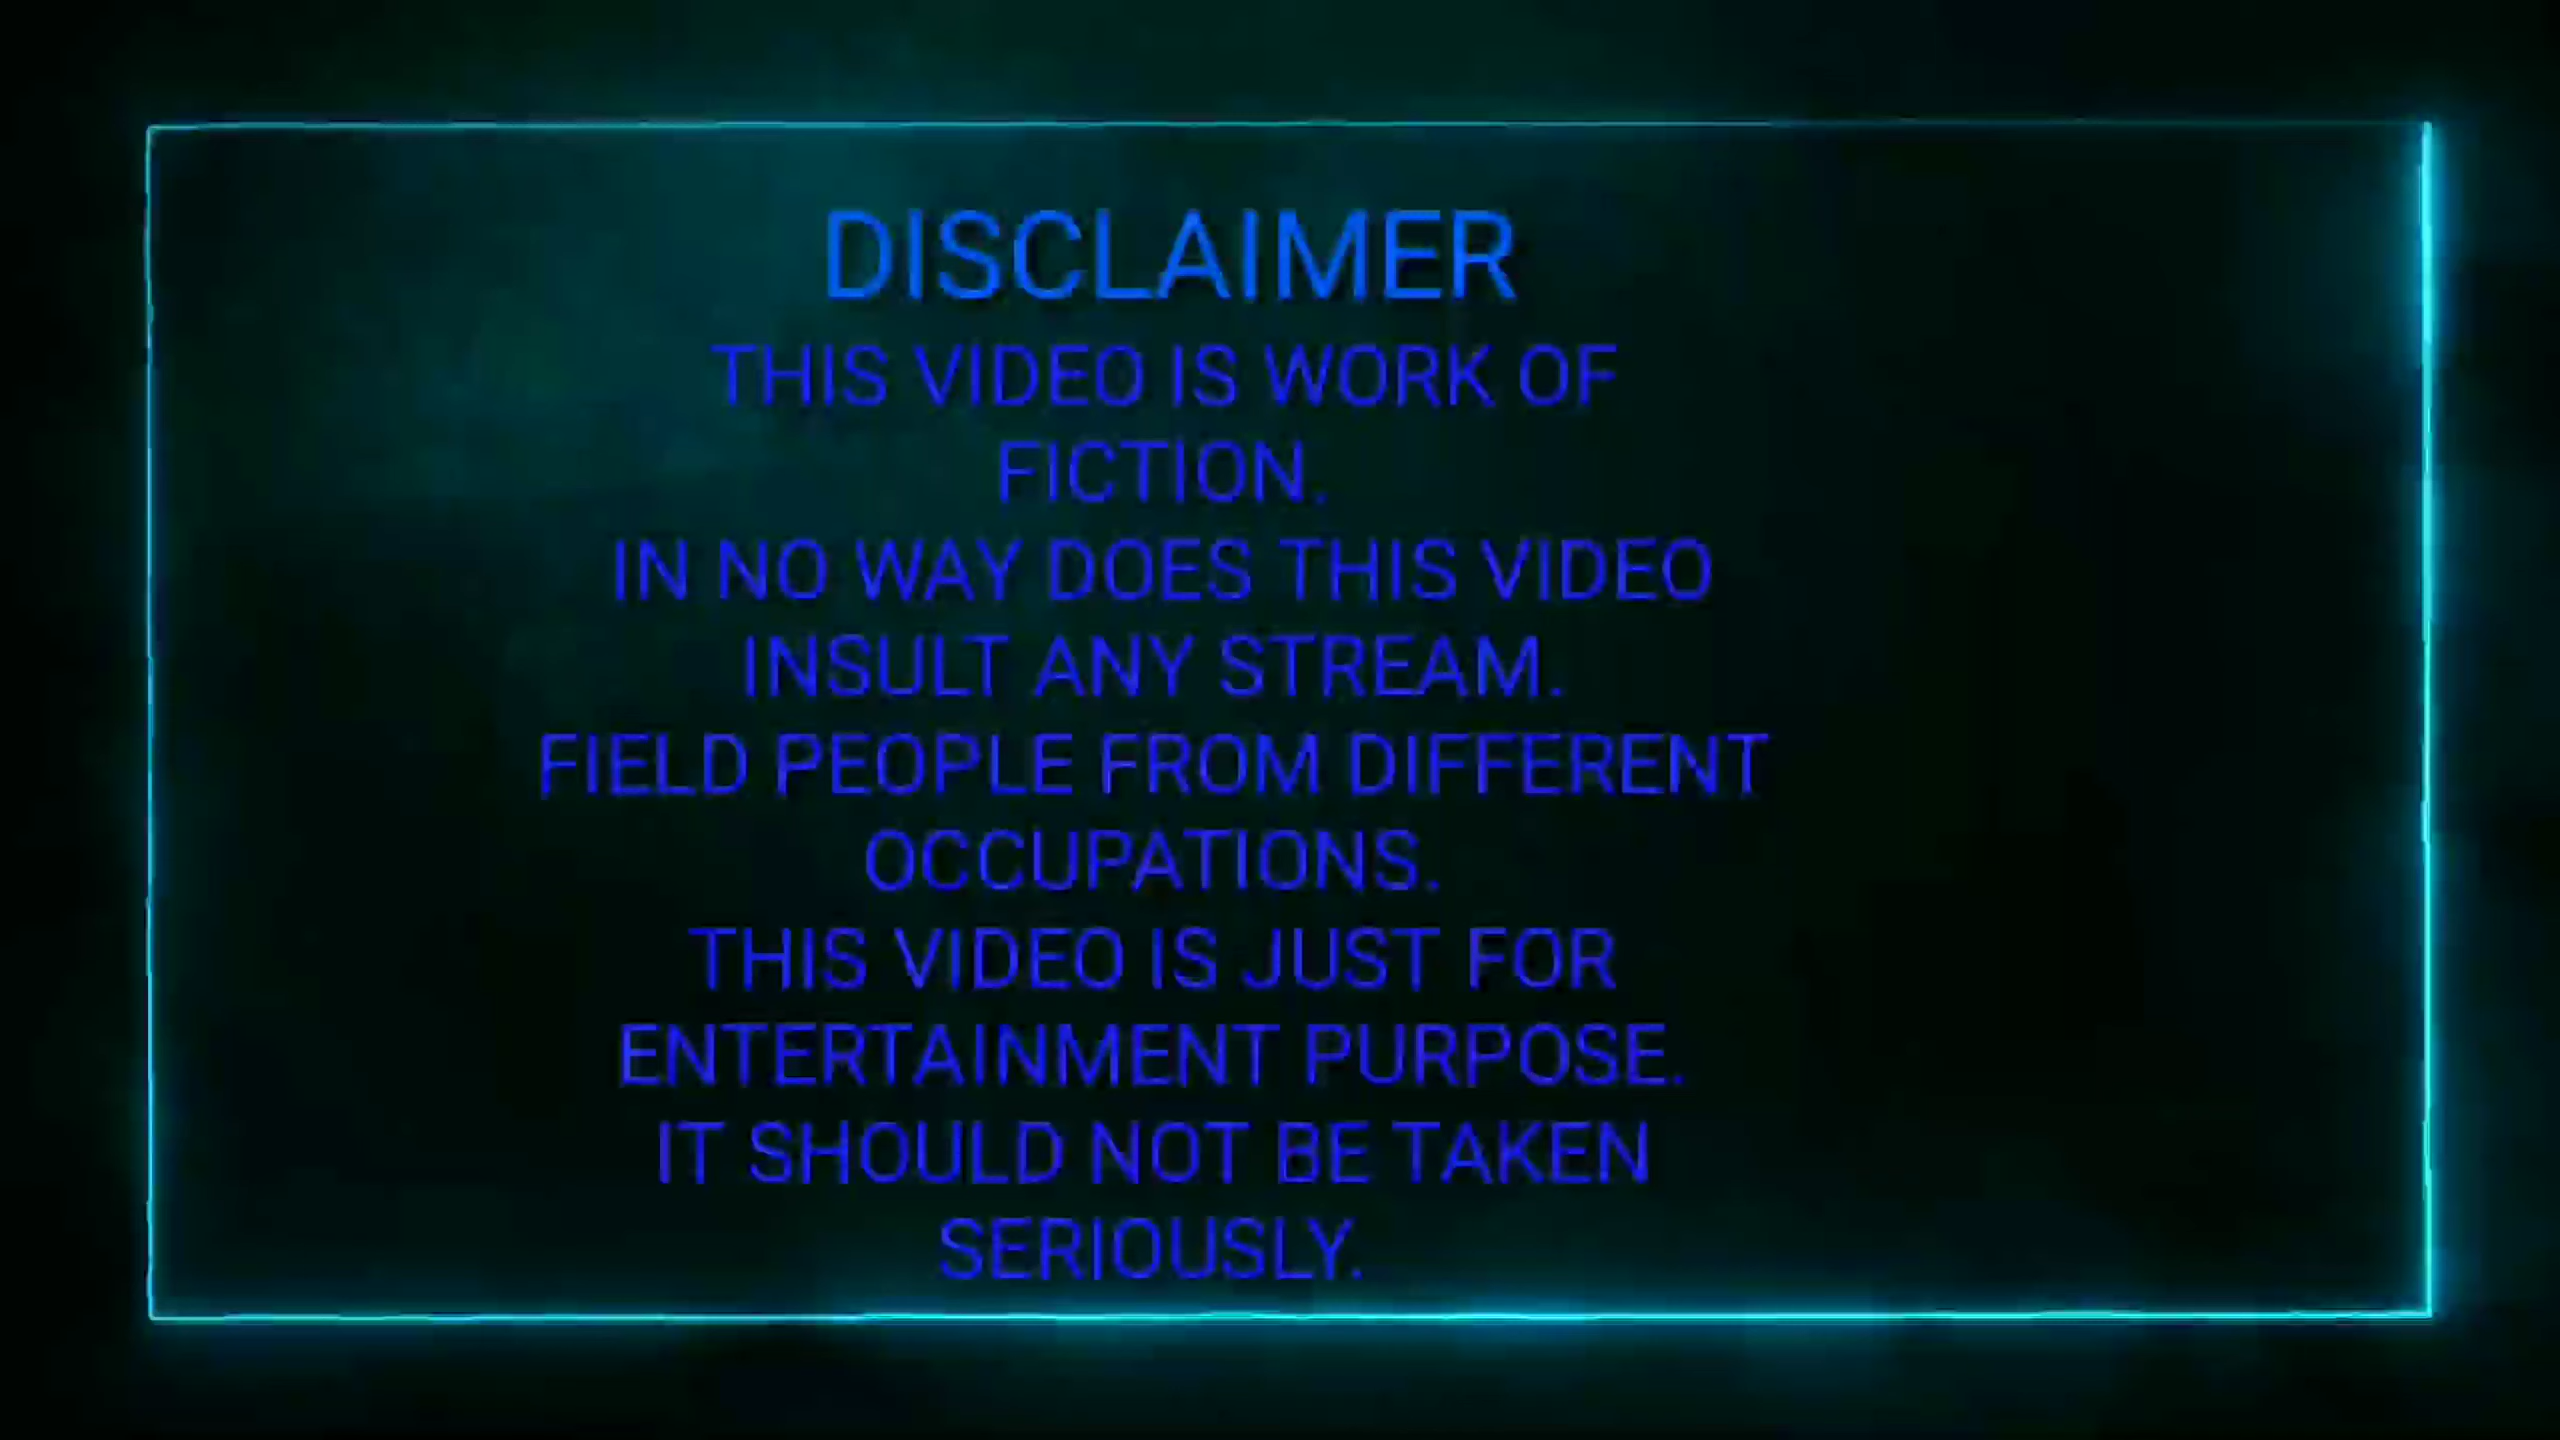 DISCLAIMER
THIS VIDEO IS WORK OF
FICTION.
IN NO WAY DOES THIS VIDEO
INSULT ANY STREAM.
FIELD PEOPLE FROM DIFFERENT
OCCUPATIONS.
THIS VIDEO IS JUST FOR
ENTERTAINMENT PURPOSE.
IT SHOULD NOT BE TAKEN
SERIOUSLY.